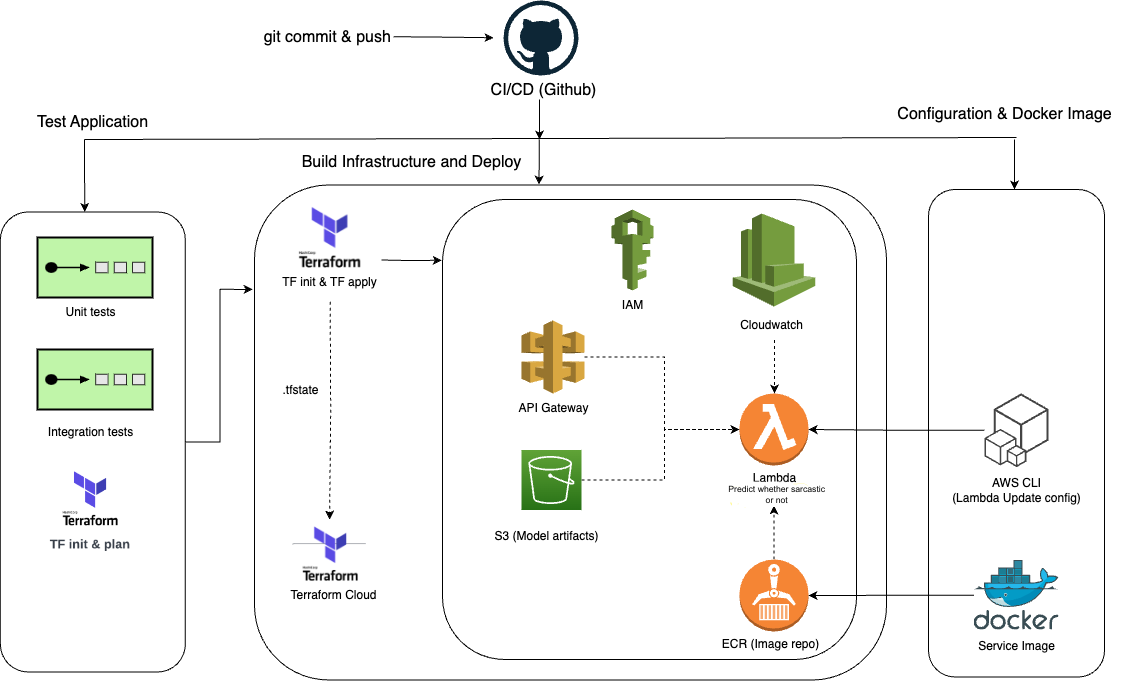 git commit & push
CI/CD (Github)
Test Application
Configuration & Docker Image
Build Infrastructure and Deploy
Unit tests
Integration tests
Terraform
TF init & plan
Terraform
TF init & TF apply
.tfstate
Terraform
Terraform Cloud
IAM
Cloudwatch
API Gateway
S3 (Model artifacts)
Lambda
Predict whether sarcastic
or not
ECR (Image repo)
AWS CLI
(Lambda Update config)
docker
Service Image